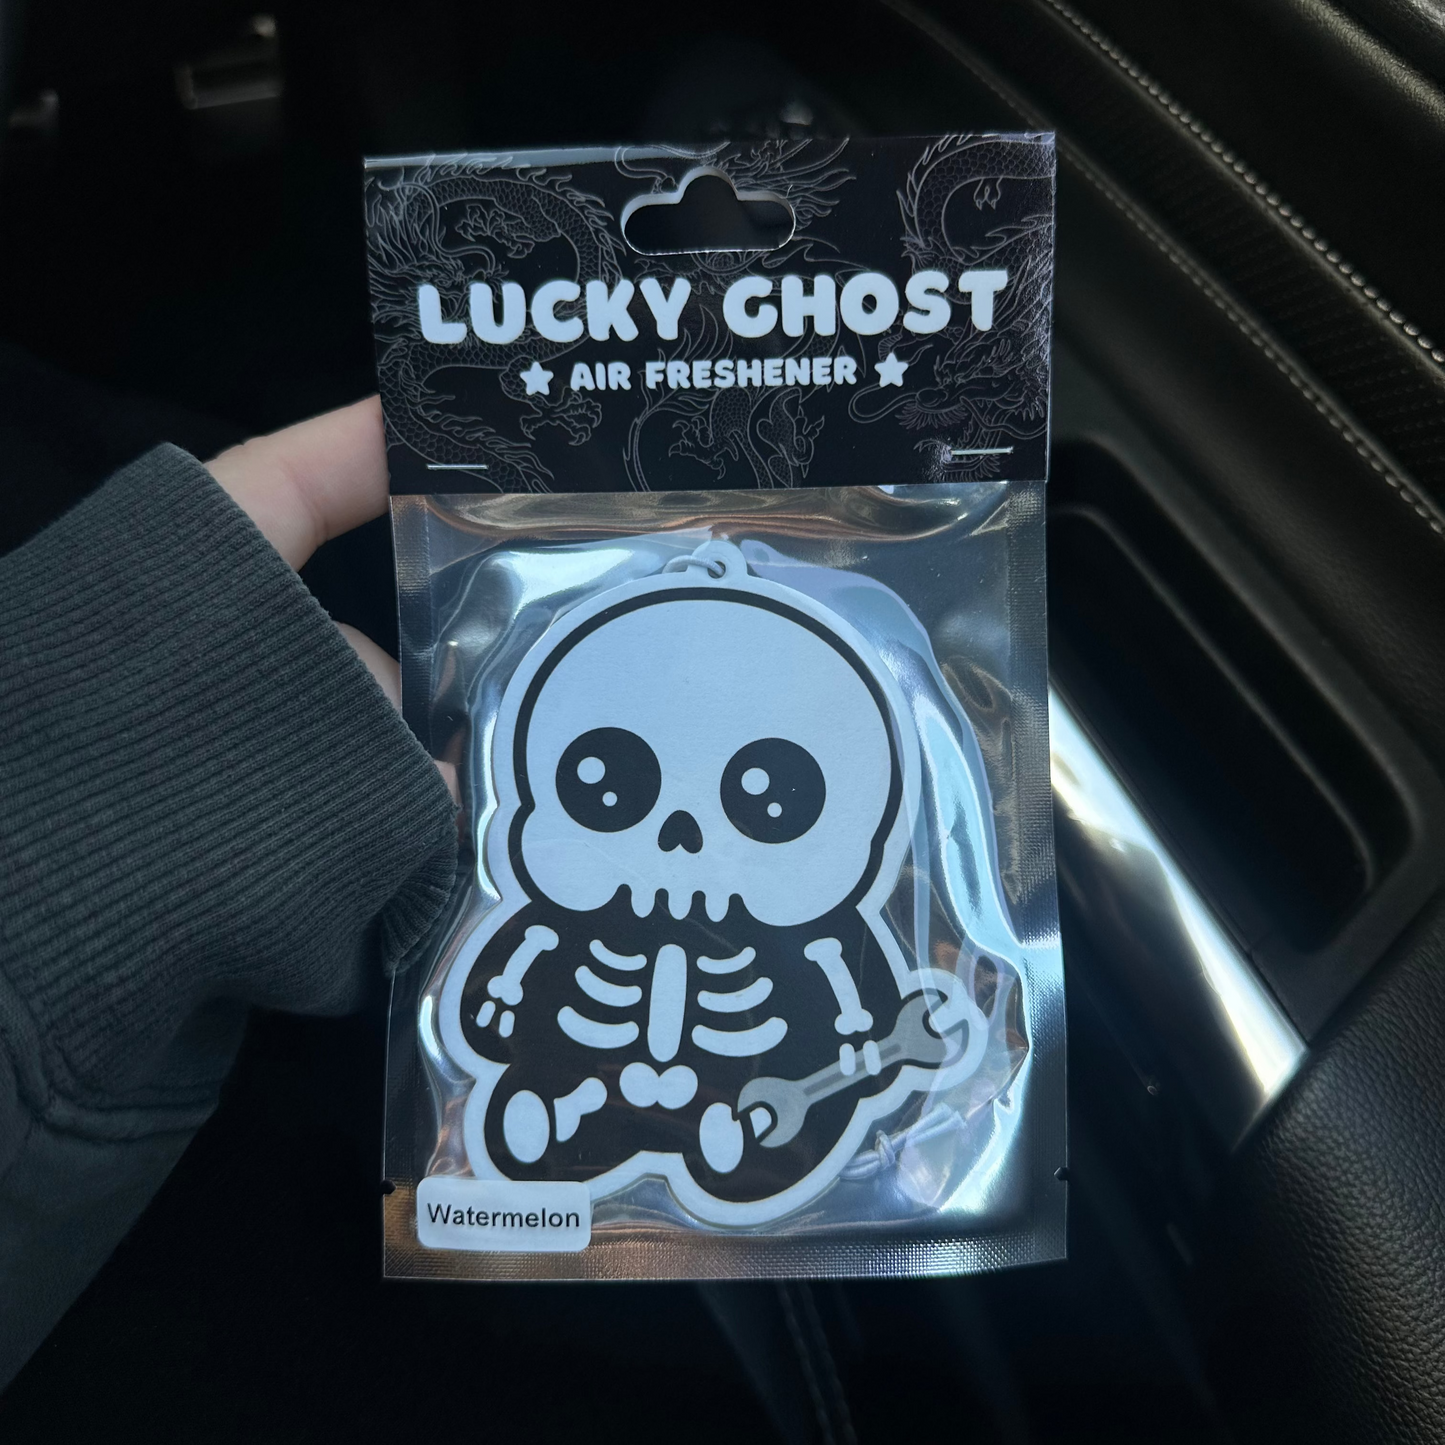 LUCKY GHOST
AIR FRESHENER
Watermelon